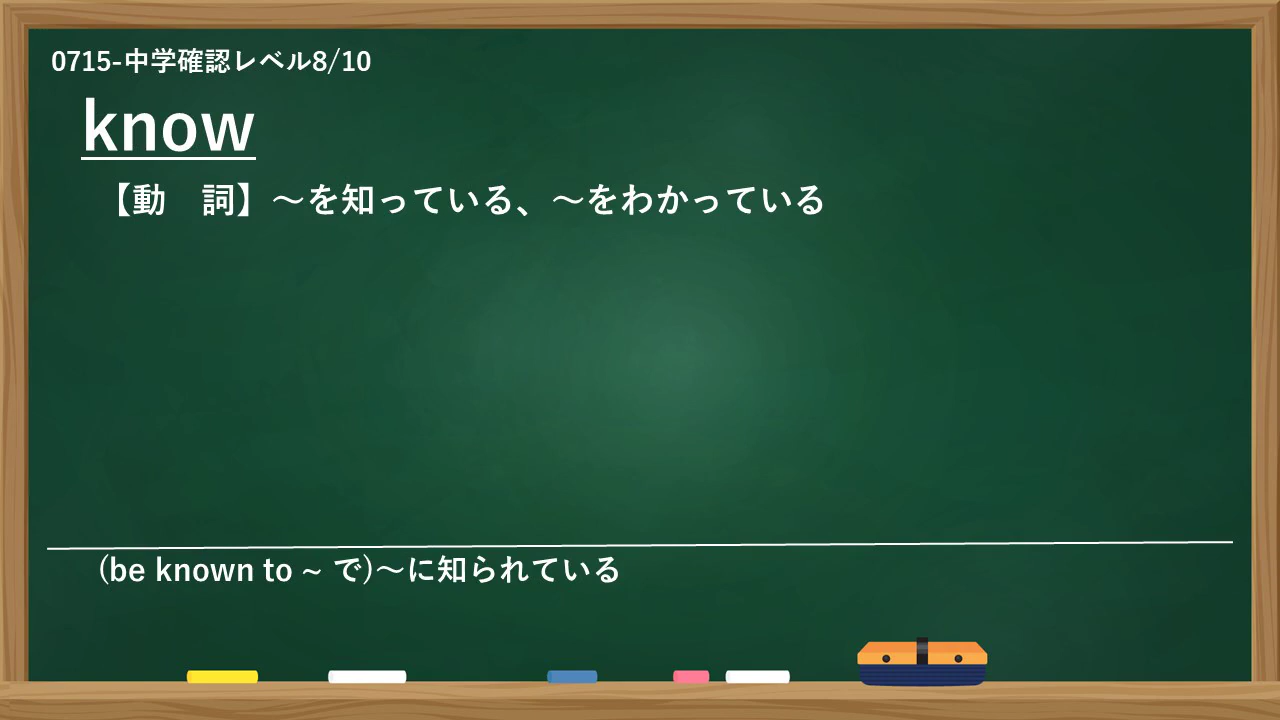 0715-中学確認レベル8/10
know
【動　詞】～を知っている、～をわかっている
(be known to ~ で)～に知られている